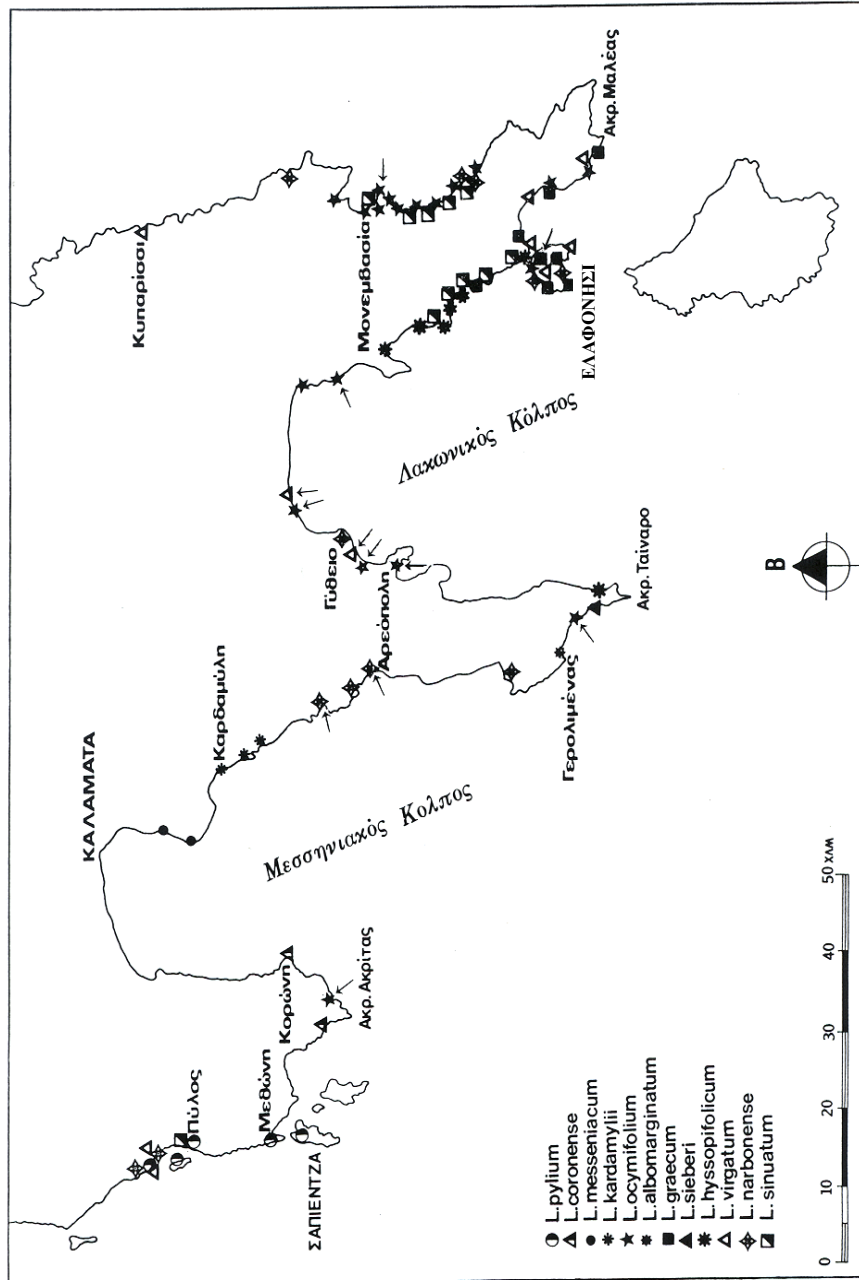 Κυπαρίσσι
Μονεμβασία
Ακρ. Μαλέας
ΕΛΑΦΟΝΗΣΙ
Λακωνικός Κόλπος
Γύθειο
Αρεόπολη
Ακρ. Ταίναρο
Β
Καρδαμύλη
Γερολιμένας
ΚΑΛΑΜΑΤΑ
Μεσσηνιακός Κολπος
Κορώνη
Ακρ. Ακρίτας
Πύλος
Μεθώνη
ΣΑΠΙΕΝΤΖΑ
L.pylium
L.coronense
L.messeniacum
L.kardamylii
L.ocymifolium
L.albomarginatum
L.graecum
L.sieberi
L.hyssopifolicum
L.virgatum
L.narbonense
L.sinuatum
0 10 20 30 40 50 χλμ